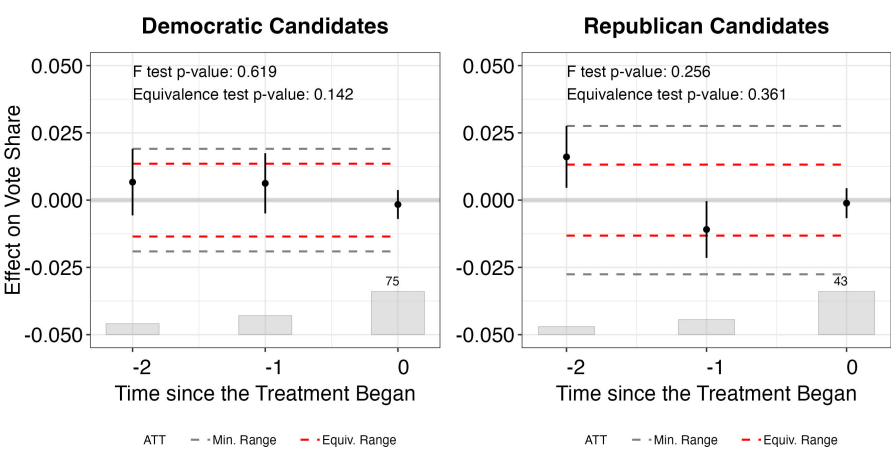 Democratic Candidates
F test p-value: 0.619
Equivalence test p-value: 0.142
0.050
0.025
0.000
-0.025
-0.050
Effect on Vote Share
75
-2
-1
0
Time since the Treatment Began
ATT
Min. Range
Equiv. Range
Republican Candidates
F test p-value: 0.256
Equivalence test p-value: 0.361
0.050
0.025
0.000
-0.025
-0.050
43
-2
-1
0
Time since the Treatment Began
ATT
Min. Range
Equiv. Range